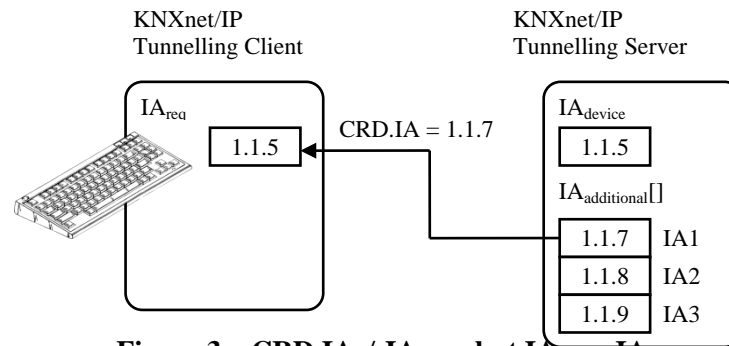 KNXnet/IP
Tunnelling Client
KNXnet/IP
Tunnelling Server
IAreq
1.1.5
CRD.IA = 1.1.7
IAdevice
1.1.5
IAadditional[]
1.1.7 IA1
1.1.8 IA2
1.1.9 IA3